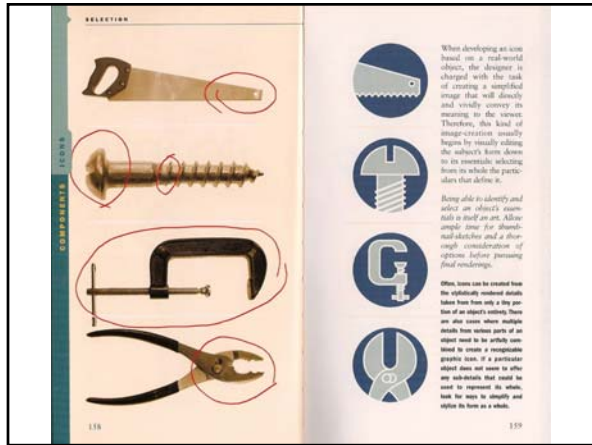 SELECTION
ICONS
COMPONENTS
158
When developing an icon
based on a real-world
object, the designer is
charged with the task
of creating a simplified
image that will directly
and vividly convey its
meaning to the viewer.
Therefore, this kind of
image-creation usually
begins by visually editing
the subject's form down
to its essentials: selecting
from its whole the partic-
ulars that define it.
Being able to identify and
select an object's essen-
tials is itself an art. Allow
ample time for thumb-
nail-sketches and a thor-
ough consideration of
options before pursuing
final renderings.
Often, icons can be created from
the stylistically rendered details
taken from from only a tiny por-
tion of an object's entirety. There
are also cases where multiple
details from various parts of an
object need to be artfully com-
bined to create a recognizable
graphic icon. If a particular
object does not seem to offer
any sub-details that could be
used to represent its whole,
look for ways to simplify and
stylize its form as a whole.
159